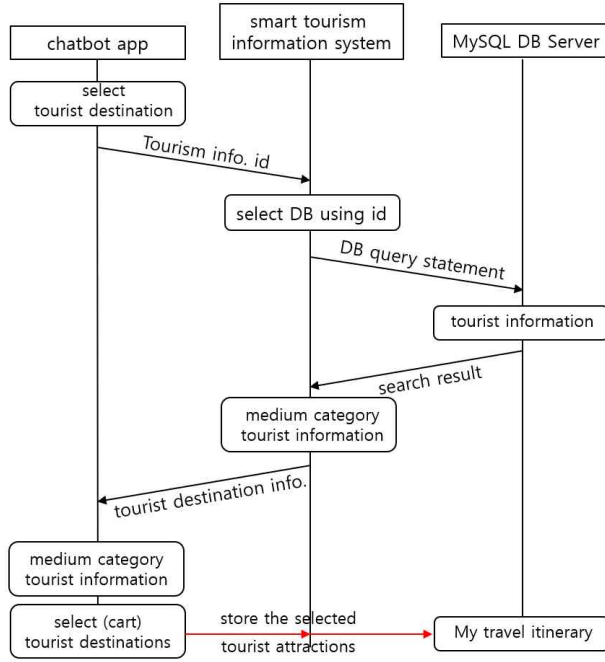 chatbot app
smart tourism
information system
MySQL DB Server
select
tourist destination
Tourism info. id
select DB using id
DB query statement
tourist information
search result
medium category
tourist information
tourist destination info.
medium category
tourist information
select (cart)
tourist destinations
store the selected
tourist attractions
My travel itinerary